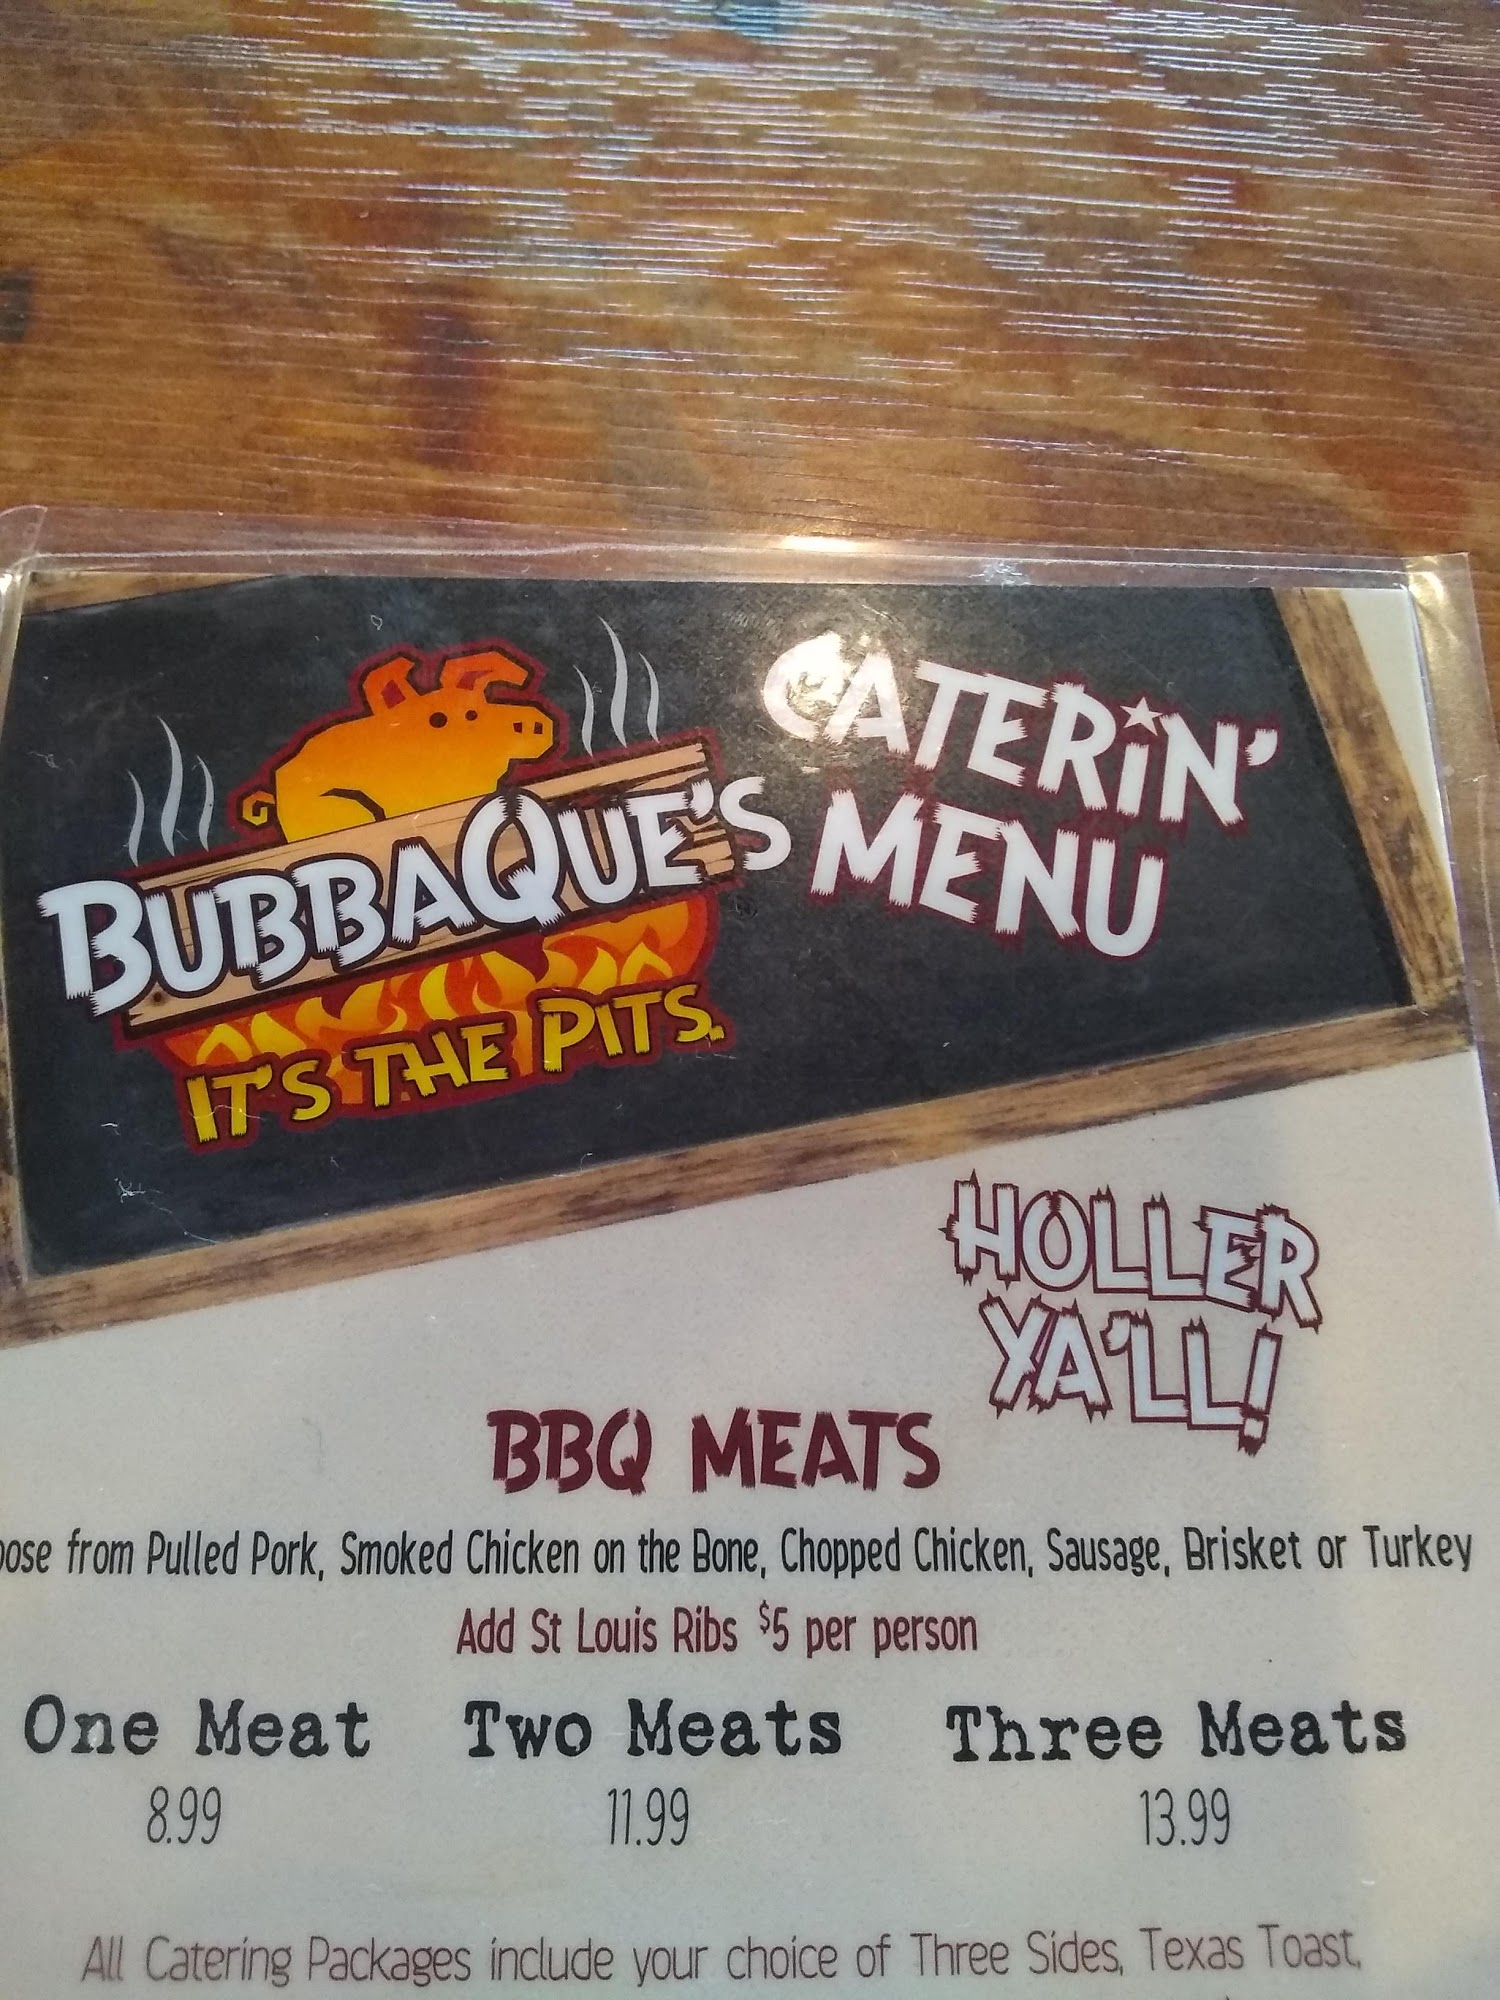 BUBBAQUE'S
IT'S THE PITS.
CATERIN'
MENU
HOLLER
YA'LL!
BBQ MEATS
from Pulled Pork, Smoked Chicken on the Bone, Chopped Chicken, Sausage, Brisket or Turkey
Add St Louis Ribs $5 per person
One Meat Two Meats Three Meats
8.99 11.99 13.99
All Catering Packages include your choice of Three Sides, Texas Toast,